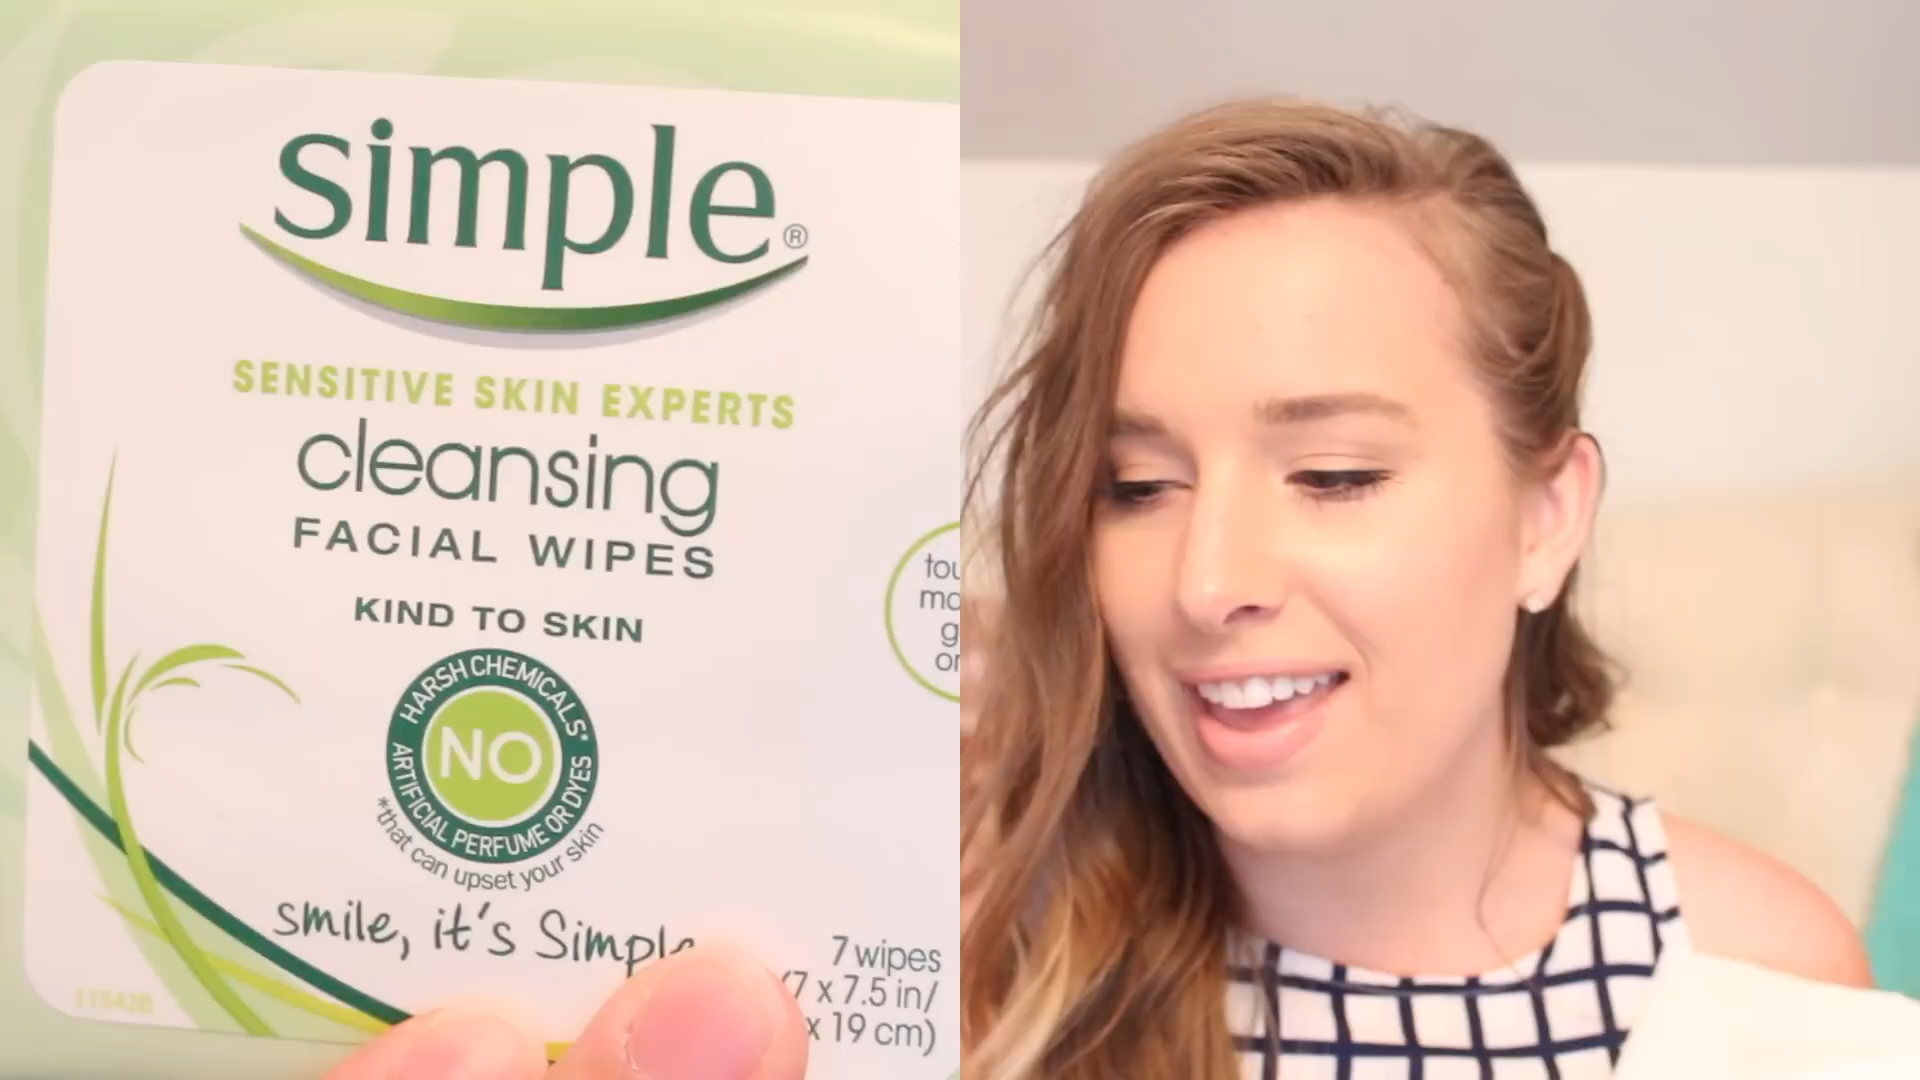 simple®
SENSITIVE SKIN EXPERTS
cleansing
FACIAL WIPES
KIND TO SKIN
HARSH CHEMICALS*
NO
ARTIFICIAL PERFUME OR DYES
*that can upset your skin
smile, it's Simple
7 wipes
7 x 7.5 in/
x 19 cm)
115428